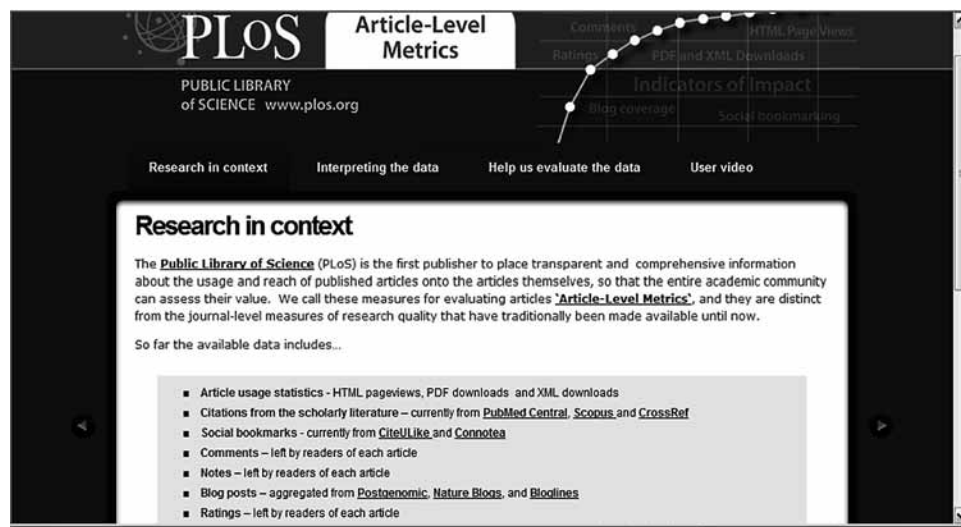 PLoS
Article-Level
Metrics
Comments
HTML Page Views
Ratings
PDF and XML Downloads
Indicators of Impact
Blog coverage
Social bookmarking
PUBLIC LIBRARY
of SCIENCE www.plos.org
Research in context Interpreting the data Help us evaluate the data User video
Research in context
The Public Library of Science (PLoS) is the first publisher to place transparent and comprehensive information
about the usage and reach of published articles onto the articles themselves, so that the entire academic community
can assess their value. We call these measures for evaluating articles 'Article-Level Metrics', and they are distinct
from the journal-level measures of research quality that have traditionally been made available until now.
So far the available data includes...
▪ Article usage statistics - HTML pageviews, PDF downloads and XML downloads
▪ Citations from the scholarly literature – currently from PubMed Central, Scopus and CrossRef
▪ Social bookmarks - currently from CiteULike and Connotea
▪ Comments – left by readers of each article
▪ Notes – left by readers of each article
▪ Blog posts – aggregated from Postgenomic, Nature Blogs, and Bloglines
▪ Ratings – left by readers of each article